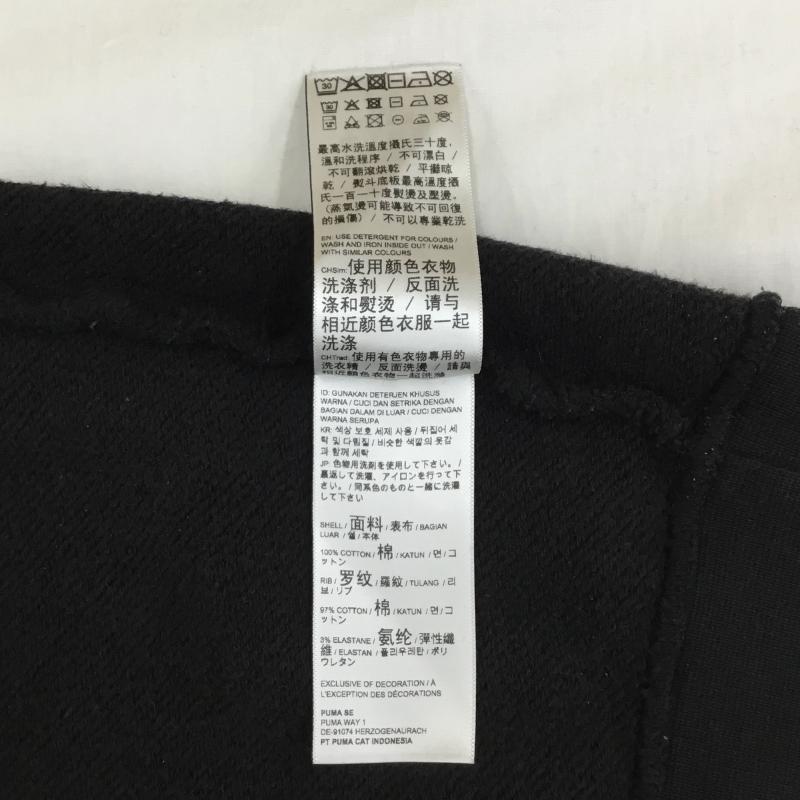 30
30
最高水洗溫度攝氏三十度,
溫和洗程序 / 不可漂白 /
不可翻滾烘乾 / 平攤晾
乾 / 熨斗底板最高溫度攝
氏一百一十度熨燙及壓燙。
(蒸氣燙可能導致不可回復
的損傷) / 不可以專業乾洗
EN: USE DETERGENT FOR COLOURS /
WASH AND IRON INSIDE OUT / WASH
WITH SIMILAR COLOURS
CHSim: 使用颜色衣物
洗涤剂 / 反面洗
涤和熨烫 / 请与
相近颜色衣服一起
洗涤
CHTrad: 使用有色衣物專用的
洗衣精 / 反面洗燙 / 請與
相近顏色衣物一起洗滌
ID: GUNAKAN DETERJEN KHUSUS
WARNA / CUCI DAN SETRIKA DENGAN
BAGIAN DALAM DI LUAR / CUCI DENGAN
WARNA SERUPA
KR: 색상 보호 세제 사용 / 뒤집어 세
탁 및 다림질 / 비슷한 색깔의 옷감
과 함께 세탁
JP: 色物用洗剤を使用して下さい。/
裏返して洗濯、アイロンを行って下
さい。/ 同系色のものと一緒に洗濯
して下さい
SHELL / 面料 / 表布 / BAGIAN
LUAR / 겉 / 本体
100% COTTON / 棉 / KATUN / 면 / コ
ットン
RIB / 罗纹 / 羅紋 / TULANG / 리
브 / リブ
97% COTTON / 棉 / KATUN / 면 / コ
ットン
3% ELASTANE / 氨纶 / 彈性纖
維 / ELASTAN / 폴리우레탄 / ポリ
ウレタン
EXCLUSIVE OF DECORATION / À
L'EXCEPTION DES DÉCORATIONS
PUMA SE
PUMA WAY 1
DE-91074 HERZOGENAURACH
PT PUMA CAT INDONESIA